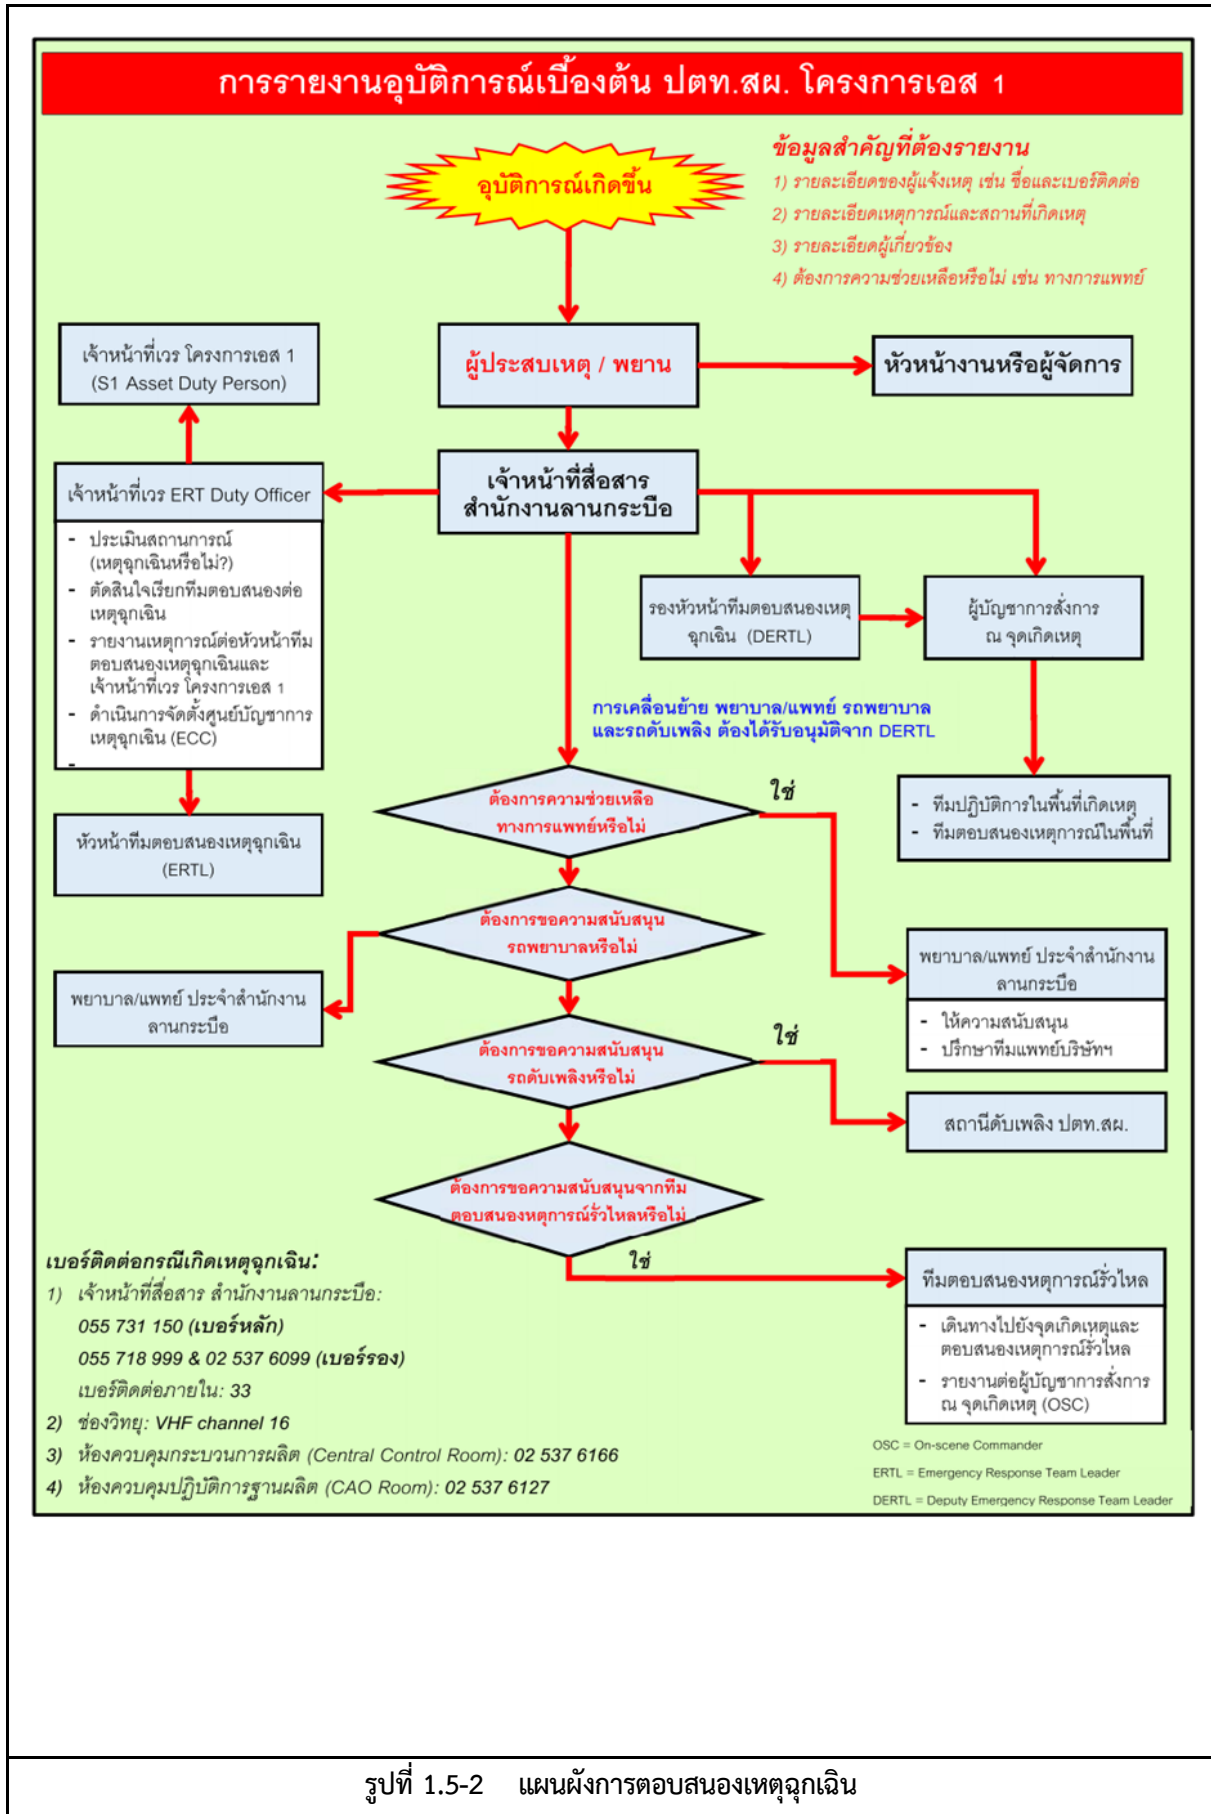 การรายงานอุบัติการณ์เบื้องต้น ปตท.สผ. โครงการเอส 1
อุบัติการณ์เกิดขึ้น
ข้อมูลสำคัญที่ต้องรายงาน
1) รายละเอียดของผู้แจ้งเหตุ เช่น ชื่อและเบอร์ติดต่อ
2) รายละเอียดเหตุการณ์และสถานที่เกิดเหตุ
3) รายละเอียดผู้เกี่ยวข้อง
4) ต้องการความช่วยเหลือหรือไม่ เช่น ทางการแพทย์
เจ้าหน้าที่เวร โครงการเอส 1
(S1 Asset Duty Person)
ผู้ประสบเหตุ / พยาน
หัวหน้างานหรือผู้จัดการ
เจ้าหน้าที่สื่อสาร
สำนักงานลานกระบือ
เจ้าหน้าที่เวร ERT Duty Officer
- ประเมินสถานการณ์
(เหตุฉุกเฉินหรือไม่?)
- ตัดสินใจเรียกทีมตอบสนองต่อ
เหตุฉุกเฉิน
- รายงานเหตุการณ์ต่อหัวหน้าทีม
ตอบสนองเหตุฉุกเฉินและ
เจ้าหน้าที่เวร โครงการเอส 1
- ดำเนินการจัดตั้งศูนย์บัญชาการ
เหตุฉุกเฉิน (ECC)
-
รองหัวหน้าทีมตอบสนองเหตุ
ฉุกเฉิน (DERTL)
ผู้บัญชาการสั่งการ
ณ จุดเกิดเหตุ
การเคลื่อนย้าย พยาบาล/แพทย์ รถพยาบาล
และรถดับเพลิง ต้องได้รับอนุมัติจาก DERTL
ต้องการความช่วยเหลือ
ทางการแพทย์หรือไม่
ใช่
- ทีมปฏิบัติการในพื้นที่เกิดเหตุ
- ทีมตอบสนองเหตุการณ์ในพื้นที่
หัวหน้าทีมตอบสนองเหตุฉุกเฉิน
(ERTL)
ต้องการขอความสนับสนุน
รถพยาบาลหรือไม่
พยาบาล/แพทย์ ประจำสำนักงาน
ลานกระบือ
- ให้ความสนับสนุน
- ปรึกษาทีมแพทย์บริษัทฯ
พยาบาล/แพทย์ ประจำสำนักงาน
ลานกระบือ
ต้องการขอความสนับสนุน
รถดับเพลิงหรือไม่
ใช่
สถานีดับเพลิง ปตท.สผ.
ต้องการขอความสนับสนุนจากทีม
ตอบสนองหตุการณ์รั่วไหลหรือไม่
ใช่
ทีมตอบสนองหตุการณ์รั่วไหล
- เดินทางไปยังจุดเกิดเหตุและ
ตอบสนองเหตุการณ์รั่วไหล
- รายงานต่อผู้บัญชาการสั่งการ
ณ จุดเกิดเหตุ (OSC)
เบอร์ติดต่อกรณีเกิดเหตุฉุกเฉิน:
1) เจ้าหน้าที่สื่อสาร สำนักงานลานกระบือ:
055 731 150 (เบอร์หลัก)
055 718 999 & 02 537 6099 (เบอร์รอง)
เบอร์ติดต่อภายใน: 33
2) ช่องวิทยุ: VHF channel 16
3) ห้องควบคุมกระบวนการผลิต (Central Control Room): 02 537 6166
4) ห้องควบคุมปฏิบัติการฐานผลิต (CAO Room): 02 537 6127
OSC = On-scene Commander
ERTL = Emergency Response Team Leader
DERTL = Deputy Emergency Response Team Leader
รูปที่ 1.5-2 แผนผังการตอบสนองเหตุฉุกเฉิน